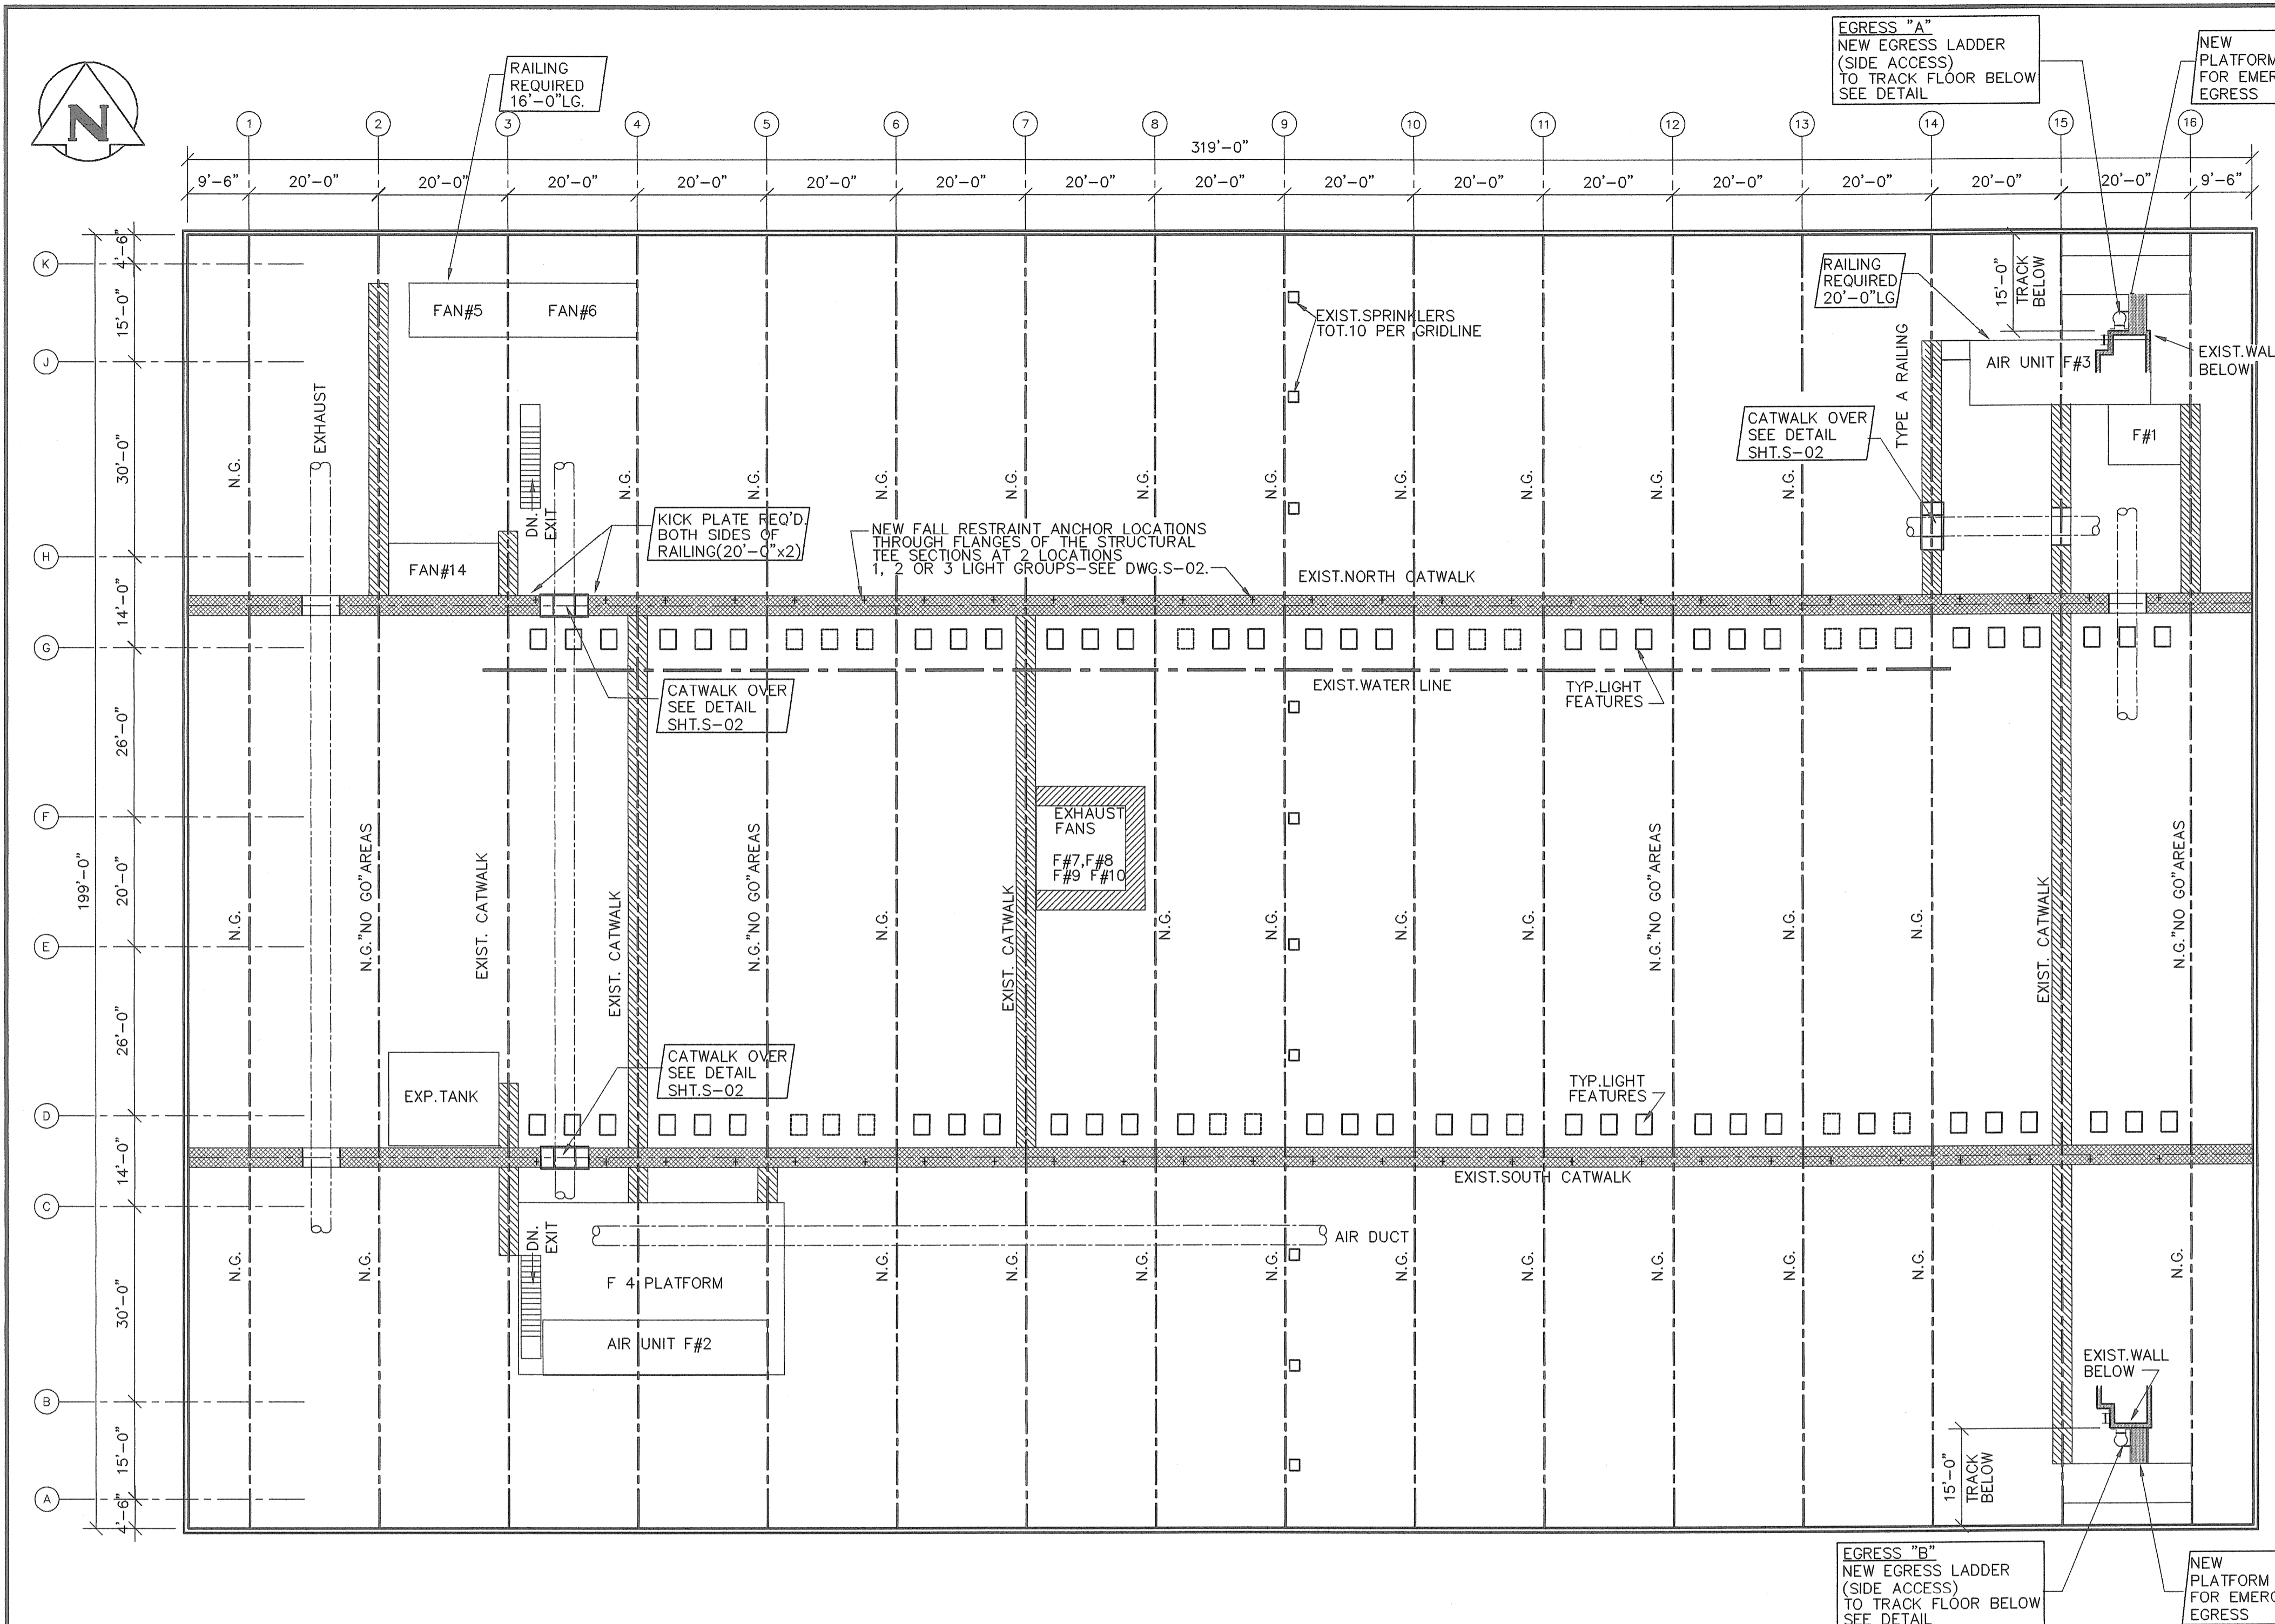 EGRESS "A"
NEW EGRESS LADDER
(SIDE ACCESS)
TO TRACK FLOOR BELOW
SEE DETAIL
NEW
PLATFORM
FOR EMER
EGRESS
RAILING
REQUIRED
16'-0"LG.
N
1 2 3 4 5 6 7 8 9 10 11 12 13 14 15 16
319'-0"
9'-6" 20'-0" 20'-0" 20'-0" 20'-0" 20'-0" 20'-0" 20'-0" 20'-0" 20'-0" 20'-0" 20'-0" 20'-0" 20'-0" 20'-0" 20'-0" 9'-6"
K
J
H
G
F
E
D
C
B
A
199'-0"
4'-6"
15'-0"
30'-0"
14'-0"
26'-0"
20'-0"
26'-0"
14'-0"
30'-0"
15'-0"
4'-6"
FAN#5
FAN#6
EXIST.SPRINKLERS
TOT.10 PER GRIDLINE
RAILING
REQUIRED
20'-0"LG
15'-0"
TRACK
BELOW
AIR UNIT F#3
EXIST.WAL
BELOW
TYPE A RAILING
F#1
CATWALK OVER
SEE DETAIL
SHT.S-02
EXHAUST
N.G.
N.G.
N.G.
N.G.
N.G.
N.G.
N.G.
N.G.
N.G.
N.G.
N.G.
DN.
EXIT
KICK PLATE REQ'D.
BOTH SIDES OF
RAILING(20'-0"x2)
NEW FALL RESTRAINT ANCHOR LOCATIONS
THROUGH FLANGES OF THE STRUCTURAL
TEE SECTIONS AT 2 LOCATIONS
1, 2 OR 3 LIGHT GROUPS-SEE DWG.S-02.
FAN#14
EXIST.NORTH CATWALK
CATWALK OVER
SEE DETAIL
SHT.S-02
EXIST.WATER LINE
TYP.LIGHT
FEATURES
EXHAUST
FANS
F#7,F#8
F#9 F#10
N.G.
N.G."NO GO"AREAS
EXIST. CATWALK
EXIST. CATWALK
N.G."NO GO"AREAS
N.G.
EXIST. CATWALK
N.G.
N.G.
N.G.
N.G.
N.G."NO GO"AREAS
N.G.
N.G.
EXIST. CATWALK
N.G."NO GO"AREAS
CATWALK OVER
SEE DETAIL
SHT.S-02
EXP.TANK
TYP.LIGHT
FEATURES
EXIST.SOUTH CATWALK
DN.
EXIT
AIR DUCT
N.G.
N.G.
N.G.
N.G.
N.G.
N.G.
N.G.
N.G.
N.G.
N.G.
N.G.
N.G.
F 4 PLATFORM
AIR UNIT F#2
EXIST.WALL
BELOW
15'-0"
TRACK
BELOW
EGRESS "B"
NEW EGRESS LADDER
(SIDE ACCESS)
TO TRACK FLOOR BELOW
SEE DETAIL
NEW
PLATFORM
FOR EMERG
EGRESS